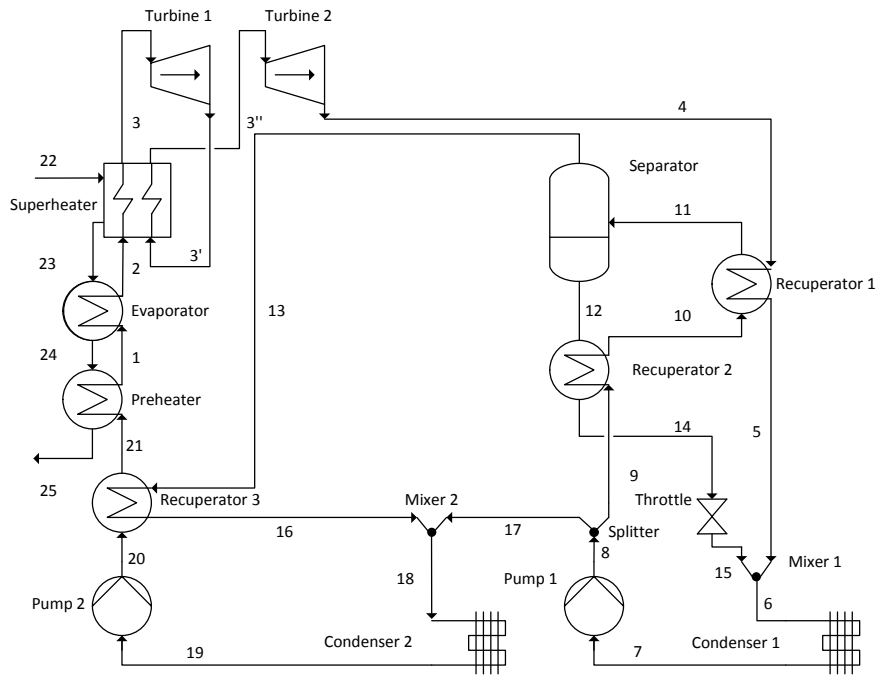 Turbine 1
Turbine 2
4
3
3''
22
Separator
Superheater
11
3'
23
2
Recuperator 1
Evaporator
13
12
10
24
1
Recuperator 2
Preheater
14
5
21
25
9
Recuperator 3
Mixer 2
Throttle
16
17
Splitter
20
8
15
Mixer 1
Pump 2
18
Pump 1
6
Condenser 2
Condenser 1
19
7